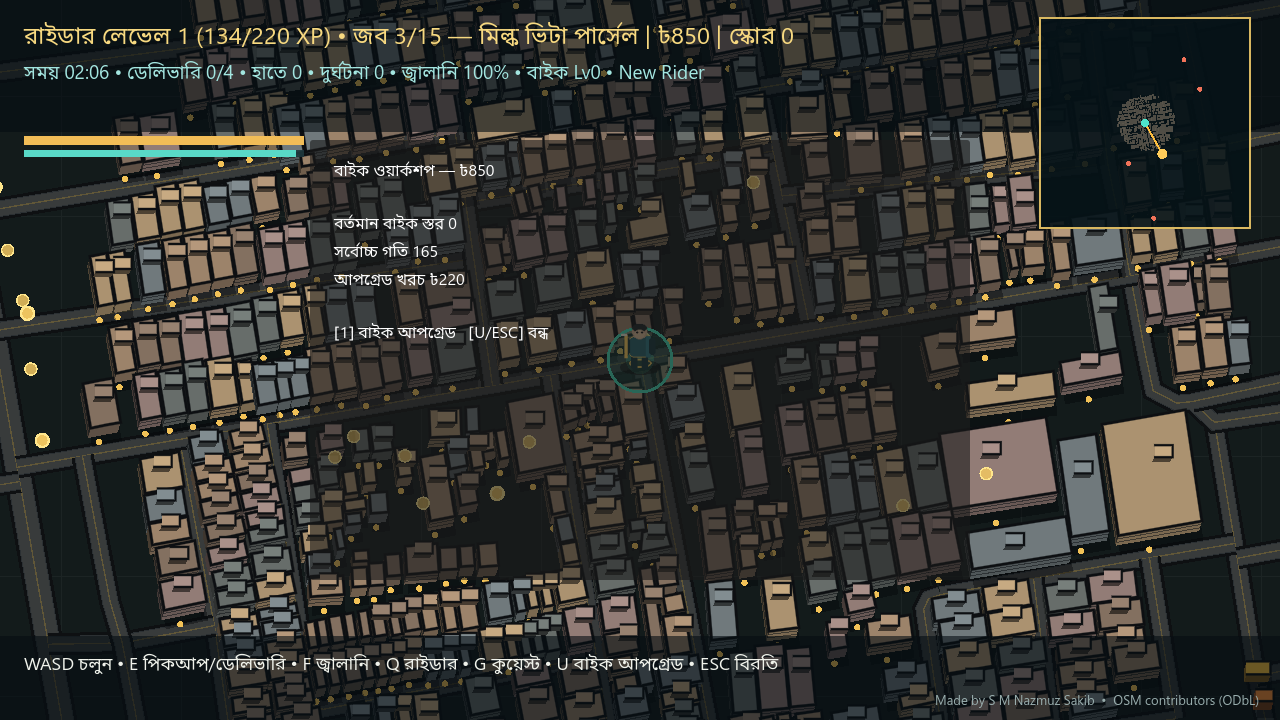 রাইডার লেভেল 1 (134/220 XP) • জব 3/15 — মিল্ক ভিটা পার্সেল | ৳850 | স্কোর 0
সময় 02:06 • ডেলিভারি 0/4 • হাতে 0 • দুর্ঘটনা 0 • জ্বালানি 100% • বাইক Lv0 • New Rider
বাইক ওয়ার্কশপ — ৳850
বর্তমান বাইক স্তর 0
সর্বোচ্চ গতি 165
আপগ্রেড খরচ ৳220
[1] বাইক আপগ্রেড [U/ESC] বন্ধ
WASD চলুন • E পিকআপ/ডেলিভারি • F জ্বালানি • Q রাইডার • G কুয়েস্ট • U বাইক আপগ্রেড • ESC বিরতি
Made by S M Nazmuz Sakib • OSM contributors (ODbL)